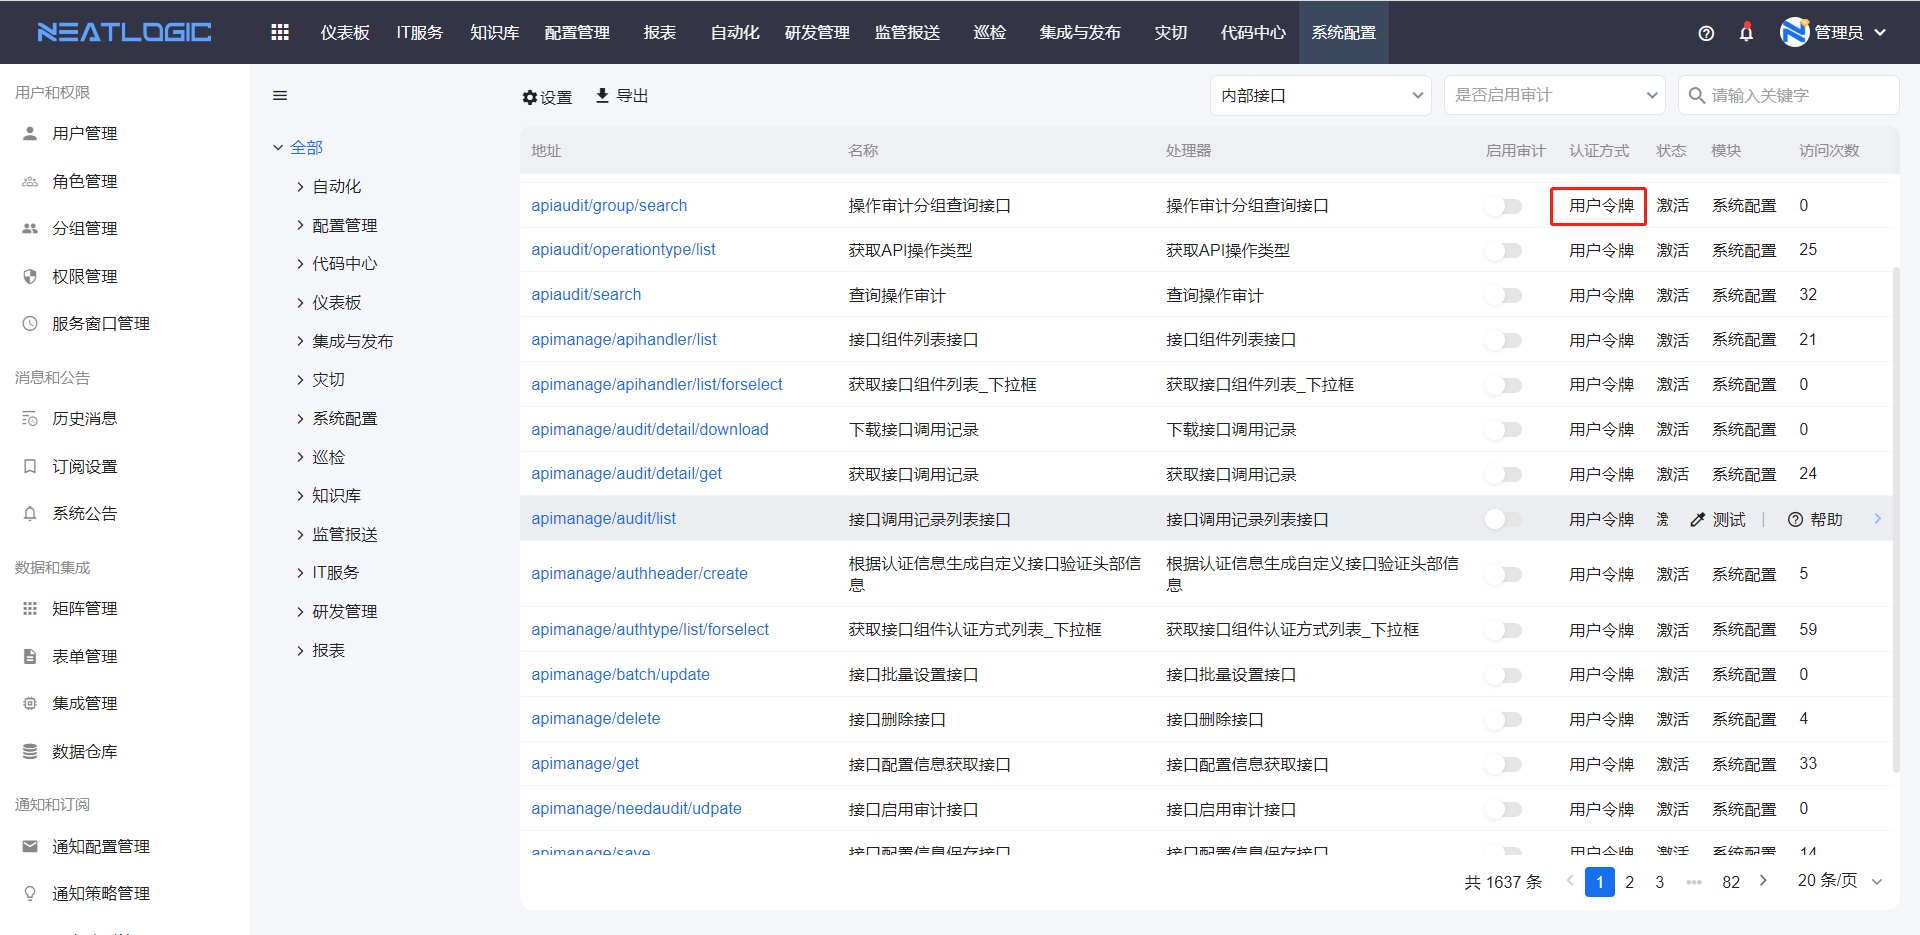 NEATLOGIC
仪表板 IT服务 知识库 配置管理 报表 自动化 研发管理 监管报送 巡检 集成与发布 灾切 代码中心 系统配置
管理员
用户和权限
用户管理
角色管理
分组管理
权限管理
服务窗口管理
消息和公告
历史消息
订阅设置
系统公告
数据和集成
矩阵管理
表单管理
集成管理
数据仓库
通知和订阅
通知配置管理
通知策略管理
全部
自动化
配置管理
代码中心
仪表板
集成与发布
灾切
系统配置
巡检
知识库
监管报送
IT服务
研发管理
报表
设置 导出
内部接口 是否启用审计 请输入关键字
地址 名称 处理器 启用审计 认证方式 状态 模块 访问次数
apiaudit/group/search 操作审计分组查询接口 操作审计分组查询接口 用户令牌 激活 系统配置 0
apiaudit/operationtype/list 获取API操作类型 获取API操作类型 用户令牌 激活 系统配置 25
apiaudit/search 查询操作审计 查询操作审计 用户令牌 激活 系统配置 32
apimanage/apihandler/list 接口组件列表接口 接口组件列表接口 用户令牌 激活 系统配置 21
apimanage/apihandler/list/forselect 获取接口组件列表_下拉框 获取接口组件列表_下拉框 用户令牌 激活 系统配置 0
apimanage/audit/detail/download 下载接口调用记录 下载接口调用记录 用户令牌 激活 系统配置 0
apimanage/audit/detail/get 获取接口调用记录 获取接口调用记录 用户令牌 激活 系统配置 24
apimanage/audit/list 接口调用记录列表接口 接口调用记录列表接口 用户令牌 测试 | 帮助
apimanage/authheader/create 根据认证信息生成自定义接口验证头部信息 根据认证信息生成自定义接口验证头部信息 用户令牌 激活 系统配置 5
apimanage/authtype/list/forselect 获取接口组件认证方式列表_下拉框 获取接口组件认证方式列表_下拉框 用户令牌 激活 系统配置 59
apimanage/batch/update 接口批量设置接口 接口批量设置接口 用户令牌 激活 系统配置 0
apimanage/delete 接口删除接口 接口删除接口 用户令牌 激活 系统配置 4
apimanage/get 接口配置信息获取接口 接口配置信息获取接口 用户令牌 激活 系统配置 33
apimanage/needaudit/udpate 接口启用审计接口 接口启用审计接口 用户令牌 激活 系统配置 0
apimanage/save 接口配置信息保存接口 接口配置信息保存接口 用户令牌 激活 系统配置 14
共 1637 条 1 2 3 ••• 82 20 条/页